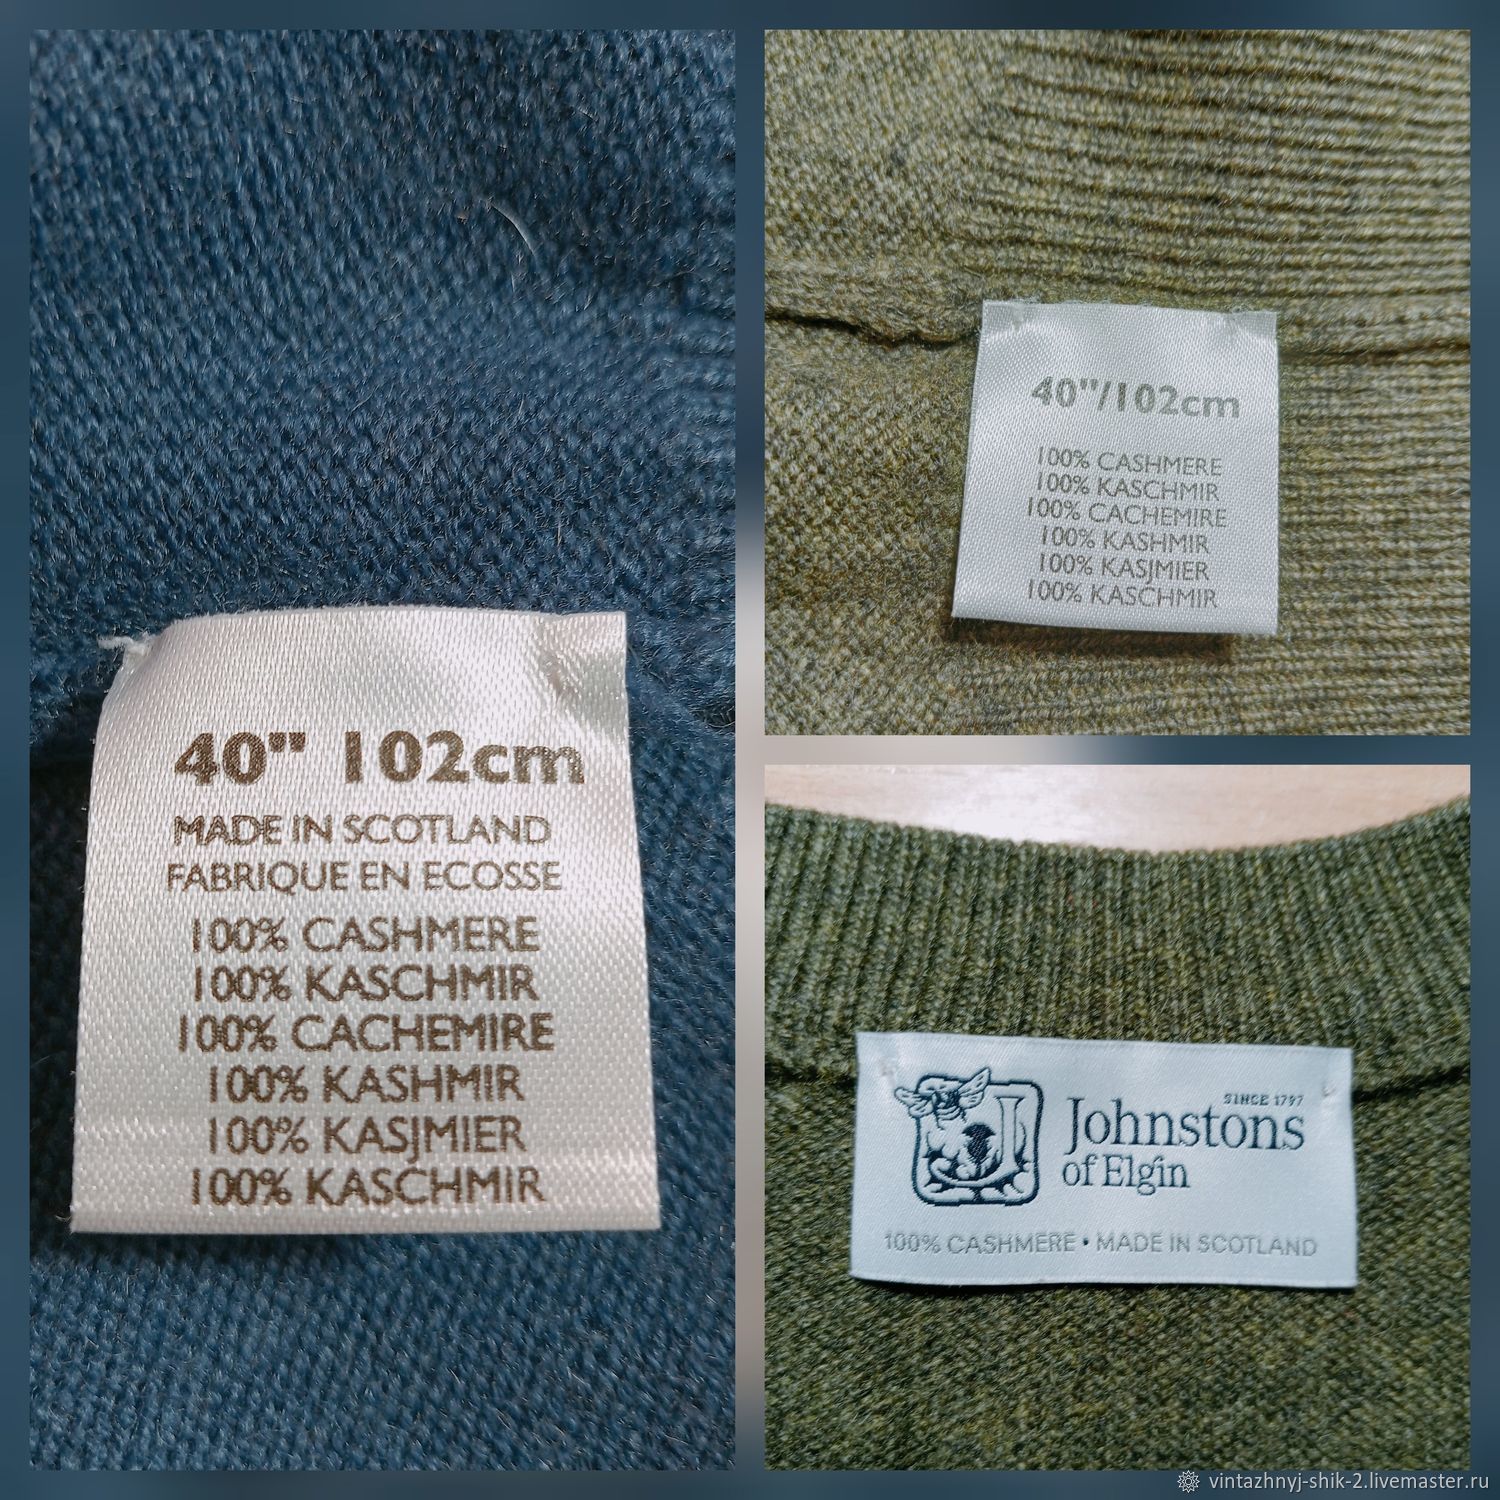 40" 102cm
MADE IN SCOTLAND
FABRIQUE EN ECOSSE
100% CASHMERE
100% KASCHMIR
100% CACHEMIRE
100% KASHMIR
100% KASJMIER
100% KASCHMIR
40"/102cm
100% CASHMERE
100% KASCHMIR
100% CACHEMIRE
100% KASHMIR
100% KASJMIER
100% KASCHMIR
SINCE 1797
Johnstons
of Elgin
100% CASHMERE • MADE IN SCOTLAND
vintazhnyj-shik-2.livemaster.ru